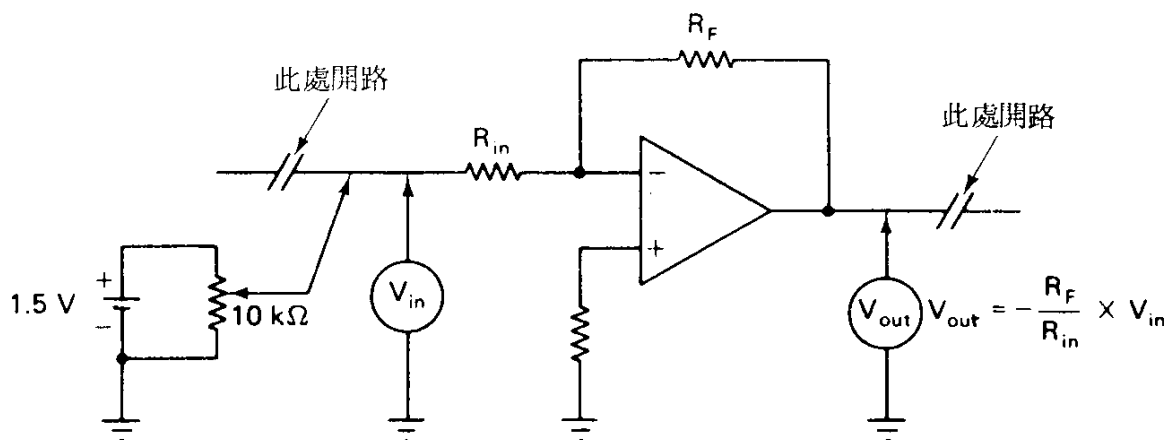 R_F
此處開路
R_in
此處開路
−
+
+
1.5 V
−
10 kΩ
V_in
V_out
V_out = − R_F / R_in × V_in